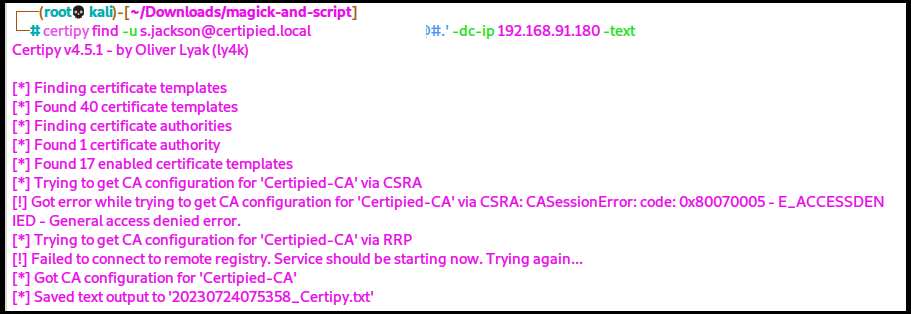 (root💀kali)-[~/Downloads/magick-and-script]
# certipy find -u s.jackson@certipied.local #.' -dc-ip 192.168.91.180 -text
Certipy v4.5.1 - by Oliver Lyak (ly4k)
[*] Finding certificate templates
[*] Found 40 certificate templates
[*] Finding certificate authorities
[*] Found 1 certificate authority
[*] Found 17 enabled certificate templates
[*] Trying to get CA configuration for 'Certipied-CA' via CSRA
[!] Got error while trying to get CA configuration for 'Certipied-CA' via CSRA: CASessionError: code: 0x80070005 - E_ACCESSDEN
IED - General access denied error.
[*] Trying to get CA configuration for 'Certipied-CA' via RRP
[!] Failed to connect to remote registry. Service should be starting now. Trying again...
[*] Got CA configuration for 'Certipied-CA'
[*] Saved text output to '20230724075358_Certipy.txt'